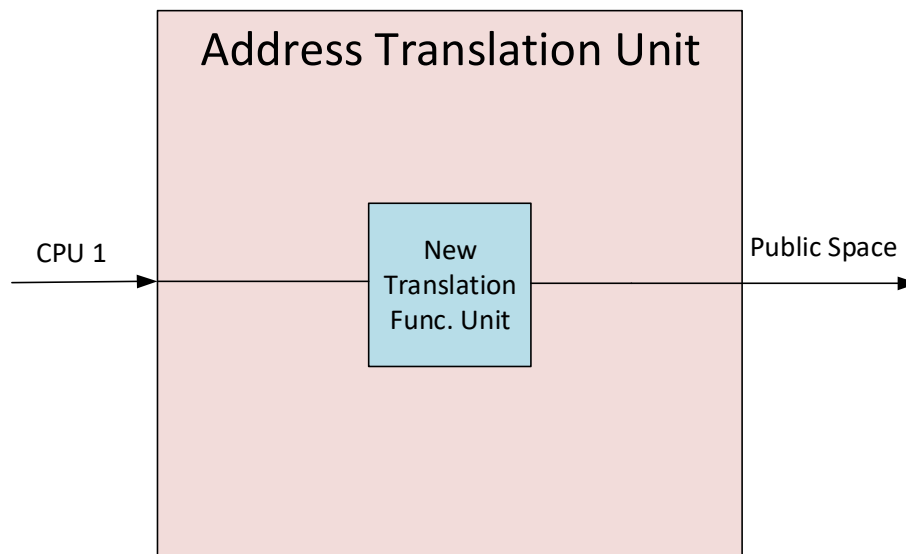 Address Translation Unit
CPU 1
New
Translation
Func. Unit
Public Space